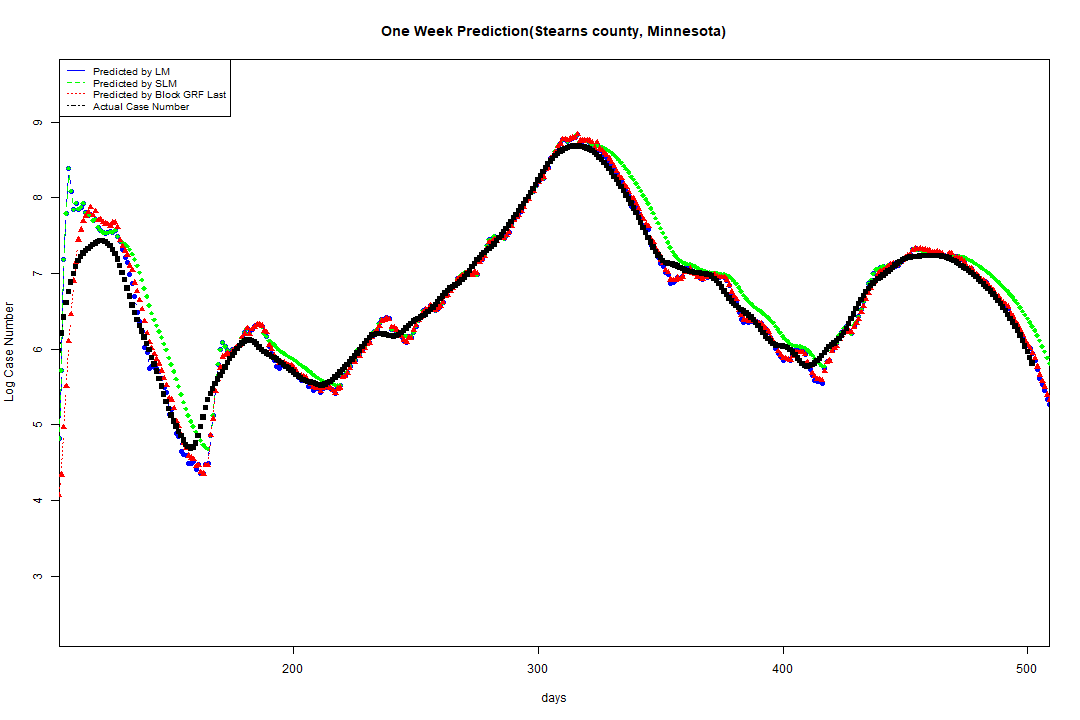 One Week Prediction(Stearns county, Minnesota)
Predicted by LM
Predicted by SLM
Predicted by Block GRF Last
Actual Case Number
Log Case Number
9
8
7
6
5
4
3
200
300
400
500
days